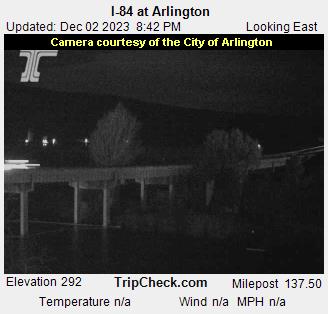 I-84 at Arlington
Updated: Dec 02 2023 8:42 PM Looking East
Camera courtesy of the City of Arlington
Elevation 292 TripCheck.com Milepost 137.50
Temperature n/a Wind n/a MPH n/a